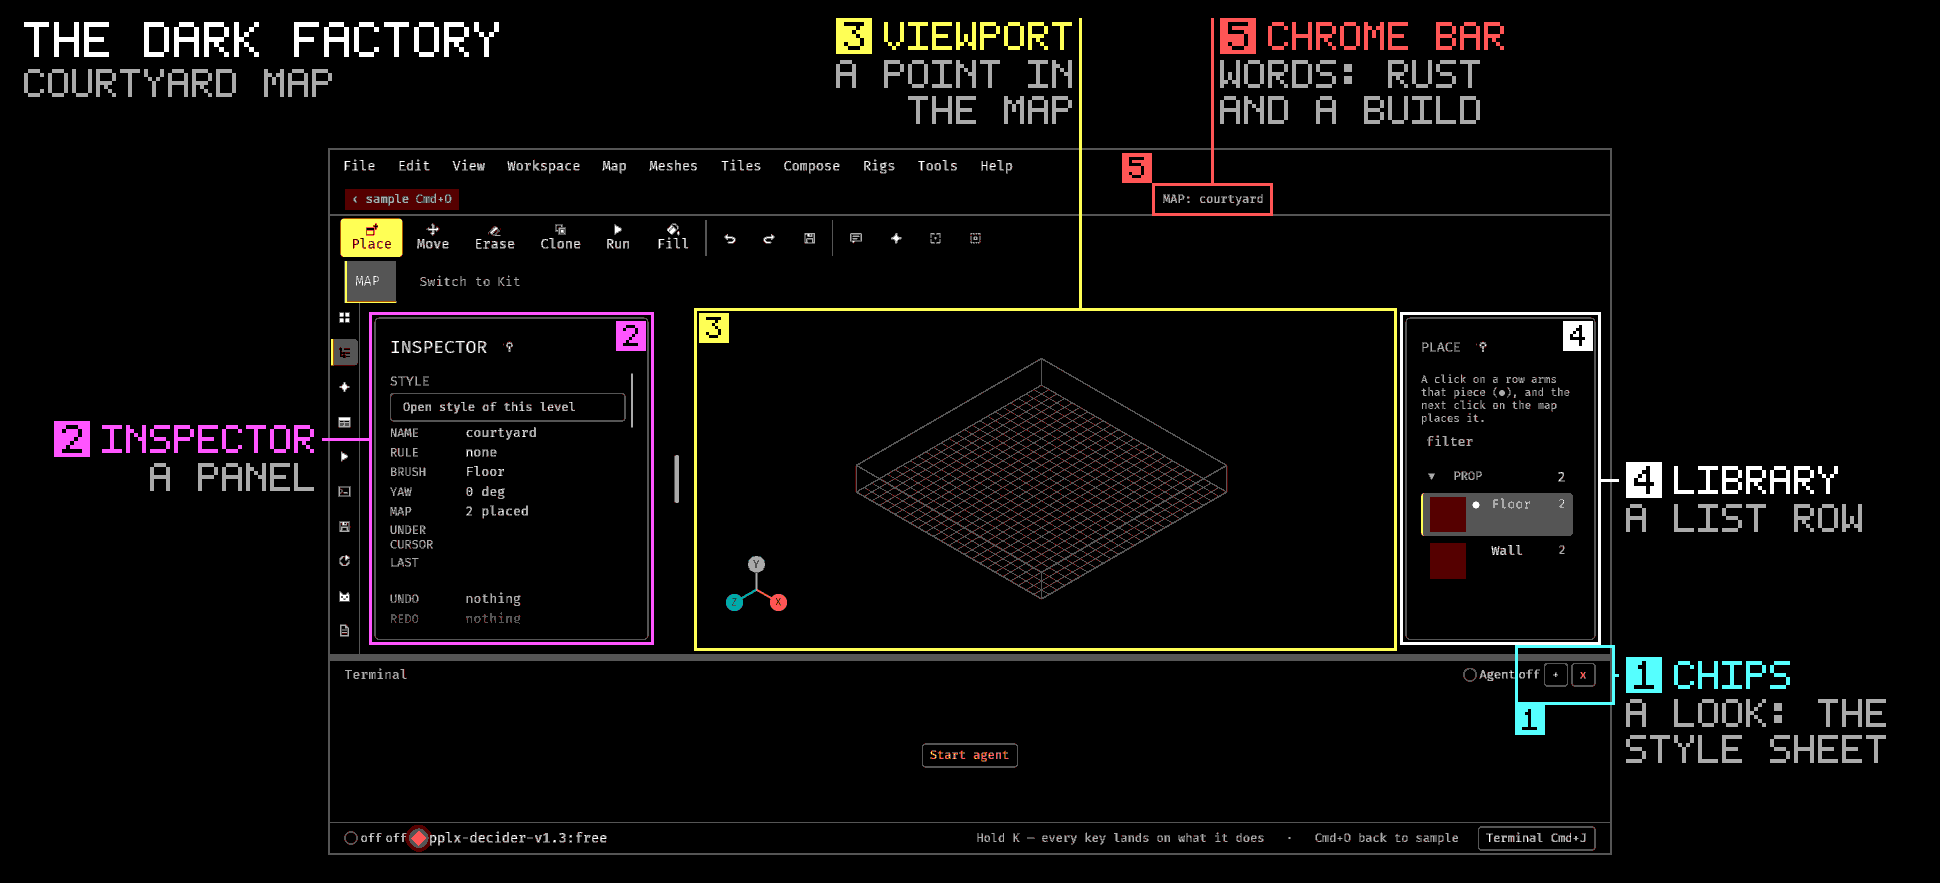 THE DARK FACTORY
COURTYARD MAP
3 VIEWPORT
A POINT IN
THE MAP
5 CHROME BAR
WORDS: RUST
AND A BUILD
File Edit View Workspace Map Meshes Tiles Compose Rigs Tools Help
5
‹ sample Cmd+O
MAP: courtyard
Place Move Erase Clone Run Fill
MAP Switch to Kit
INSPECTOR
2
STYLE
Open style of this level
NAME courtyard
RULE none
BRUSH Floor
YAW 0 deg
MAP 2 placed
UNDER
CURSOR
LAST
UNDO nothing
REDO nothing
2 INSPECTOR
A PANEL
3
Y
Z
X
PLACE
4
A click on a row arms
that piece (●), and the
next click on the map
places it.
filter
▼ PROP 2
● Floor 2
Wall 2
4 LIBRARY
A LIST ROW
Terminal
Agent off + x
1
1 CHIPS
A LOOK: THE
STYLE SHEET
Start agent
off off pplx-decider-v1.3:free
Hold K — every key lands on what it does · Cmd+O back to sample
Terminal Cmd+J